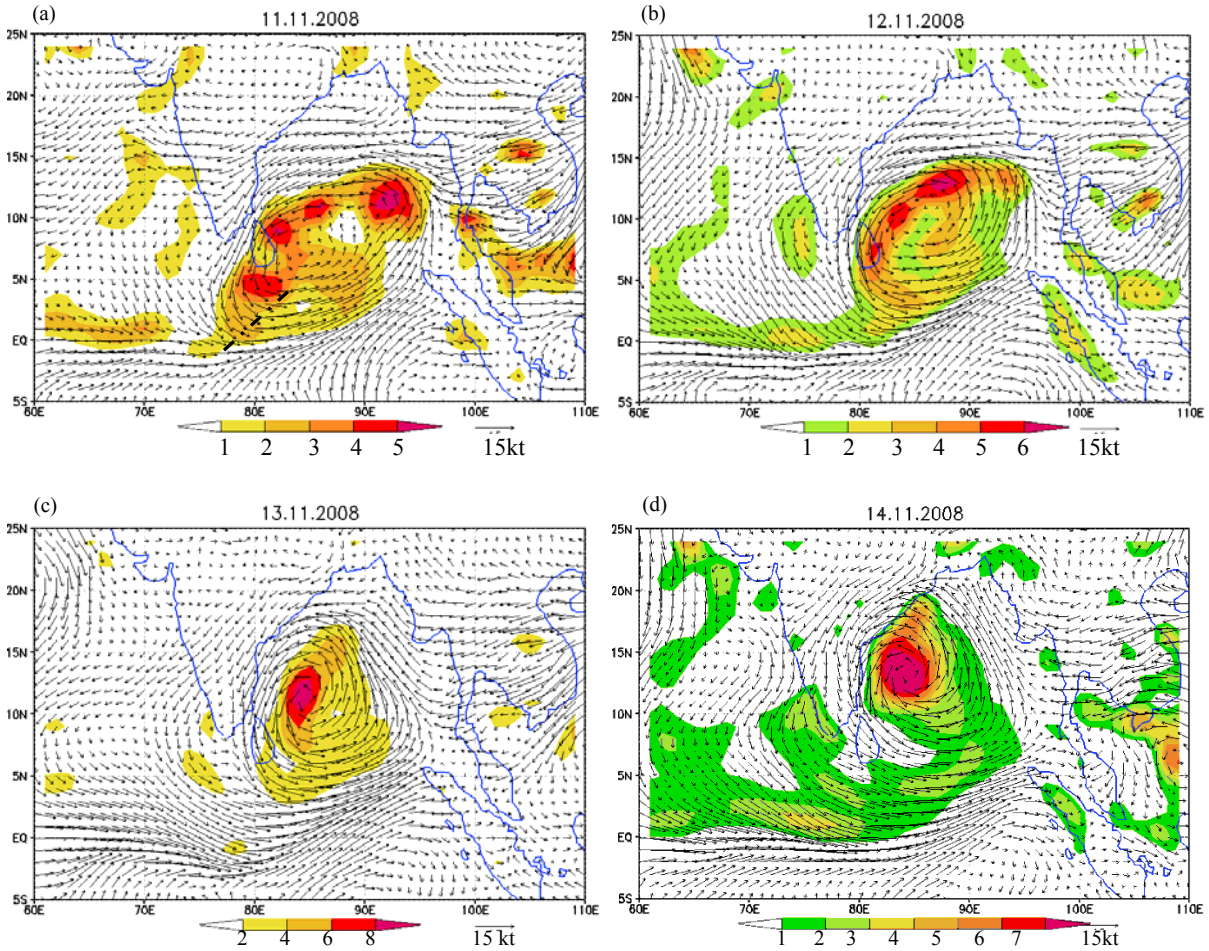 (a)
11.11.2008
25N
20N
15N
10N
5N
EQ
5S
60E 70E 80E 90E 100E 110E
1 2 3 4 5 15kt
(b)
12.11.2008
25N
20N
15N
10N
5N
EQ
5S
60E 70E 80E 90E 100E 110E
1 2 3 4 5 6 15kt
(c)
13.11.2008
25N
20N
15N
10N
5N
EQ
5S
60E 70E 80E 90E 100E 110E
2 4 6 8 15 kt
(d)
14.11.2008
25N
20N
15N
10N
5N
EQ
5S
60E 70E 80E 90E 100E 110E
1 2 3 4 5 6 7 15kt